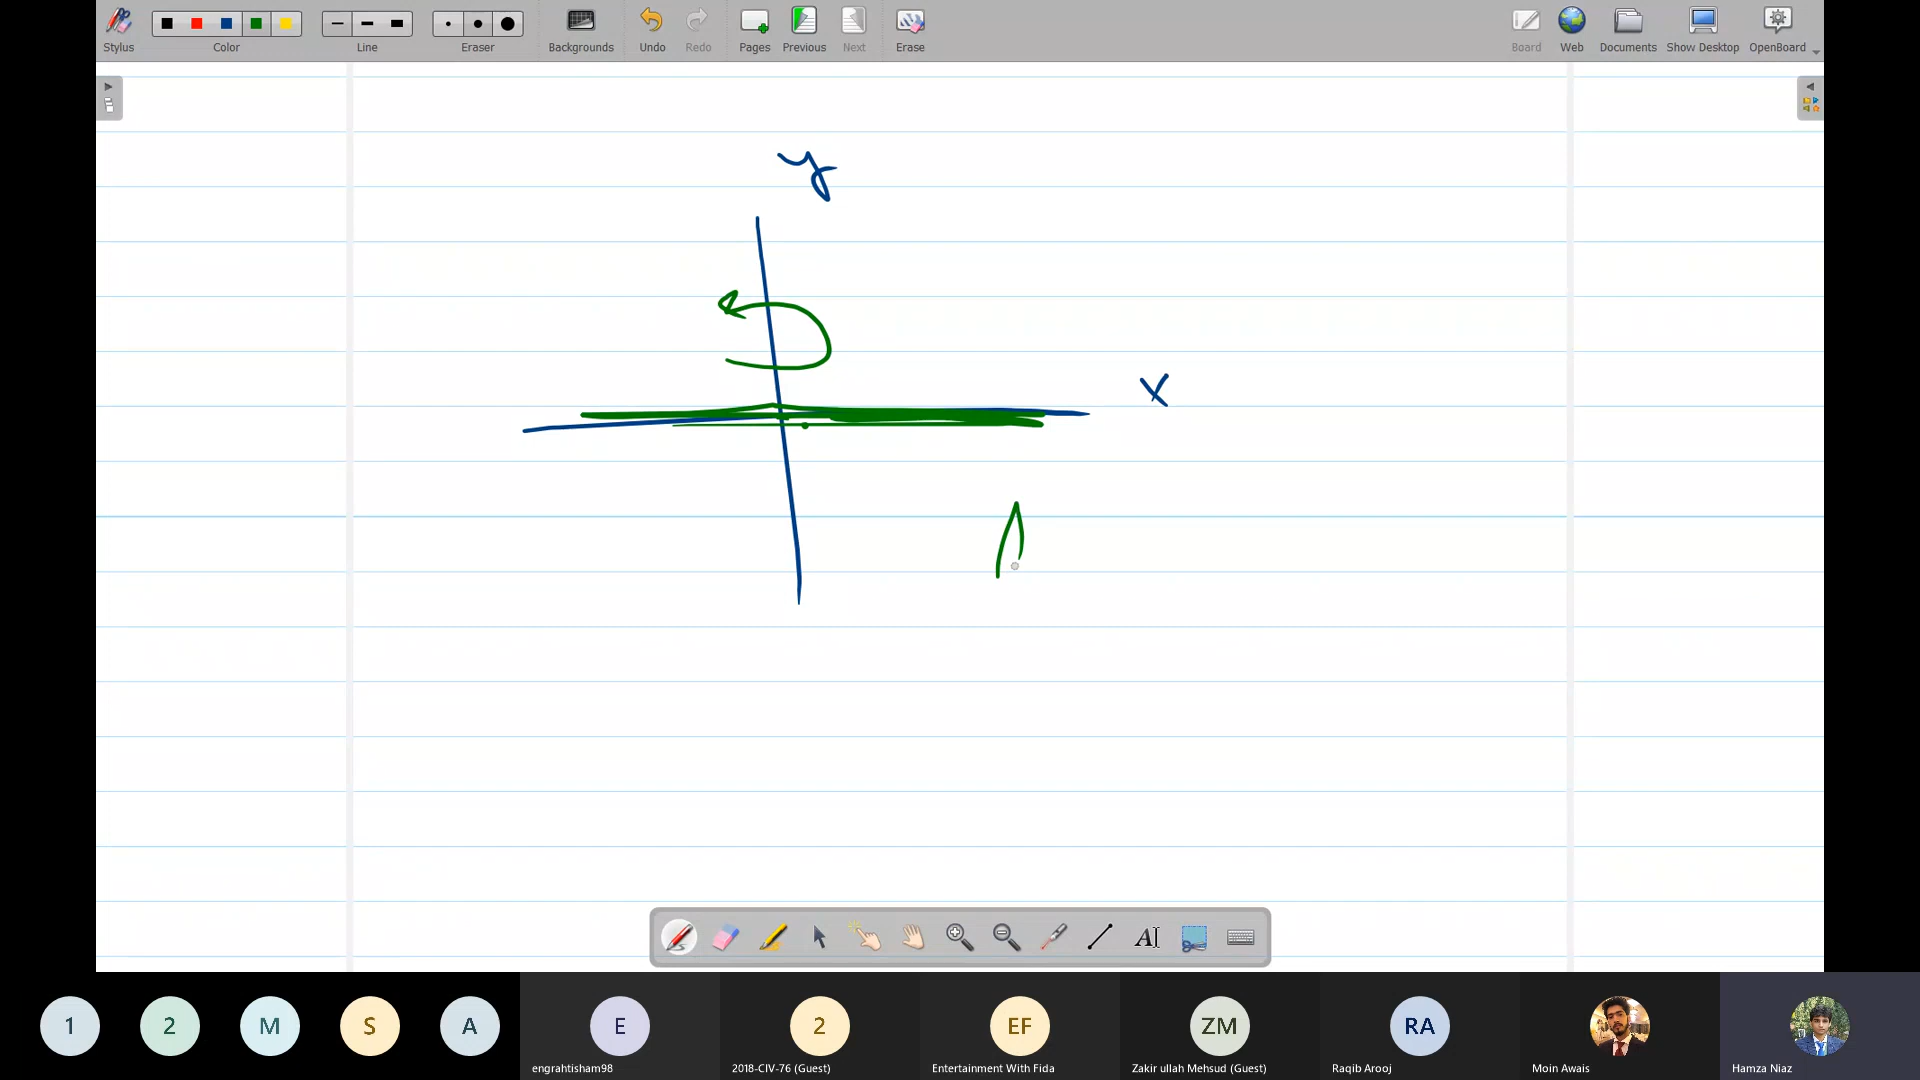 Stylus Color Line Eraser Backgrounds Undo Redo Pages Previous Next Erase Board Web Documents Show Desktop OpenBoard
y
x
A
1 2 M S A E 2 EF ZM RA
engrahtisham98 2018-CIV-76 (Guest) Entertainment With Fida Zakir ullah Mehsud (Guest) Raqib Arooj Moin Awais Hamza Niaz